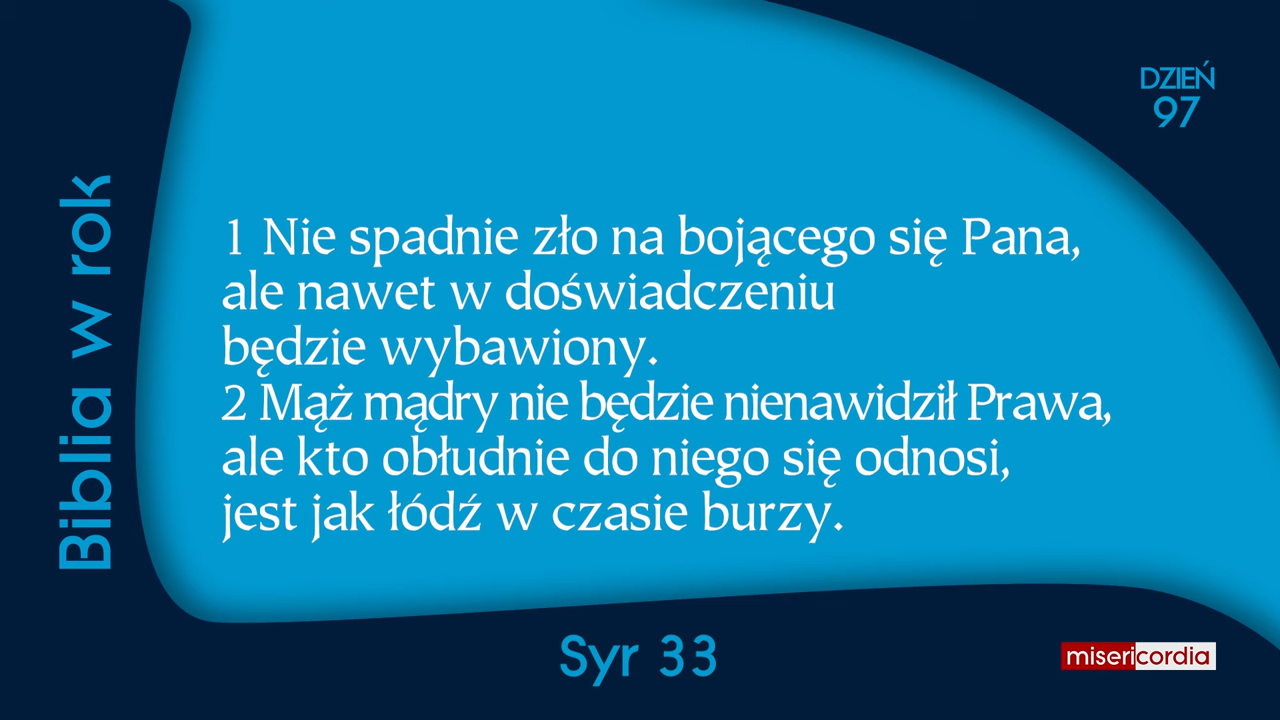 DZIEŃ
97
Biblia w rok
1 Nie spadnie zło na bojącego się Pana,
ale nawet w doświadczeniu
będzie wybawiony.
2 Mąż mądry nie będzie nienawidził Prawa,
ale kto obłudnie do niego się odnosi,
jest jak łódź w czasie burzy.
Syr 33
misericordia